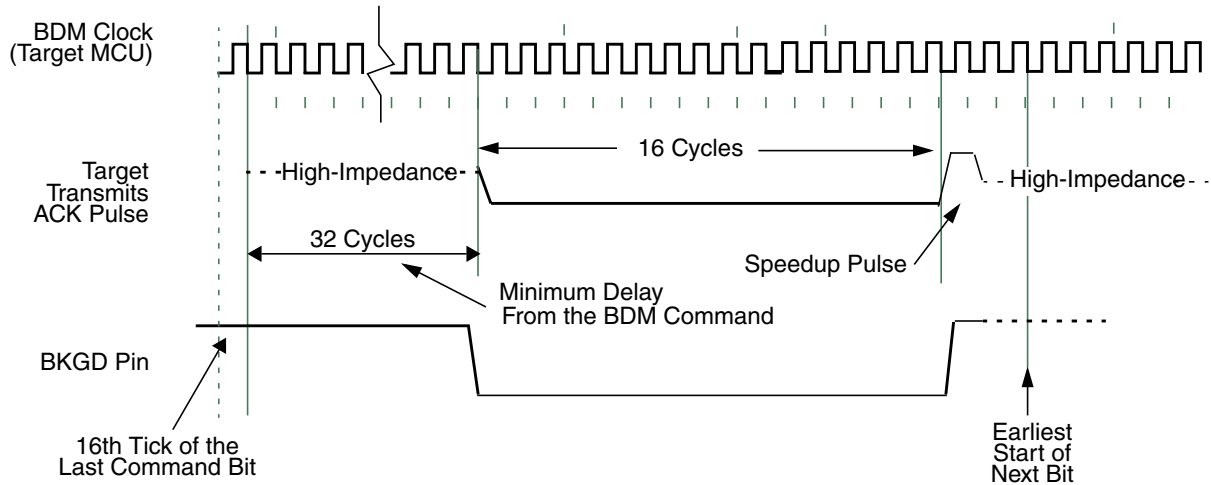 BDM Clock
(Target MCU)
16 Cycles
Target
Transmits
ACK Pulse
High-Impedance
High-Impedance
32 Cycles
Speedup Pulse
Minimum Delay
From the BDM Command
BKGD Pin
16th Tick of the
Last Command Bit
Earliest
Start of
Next Bit